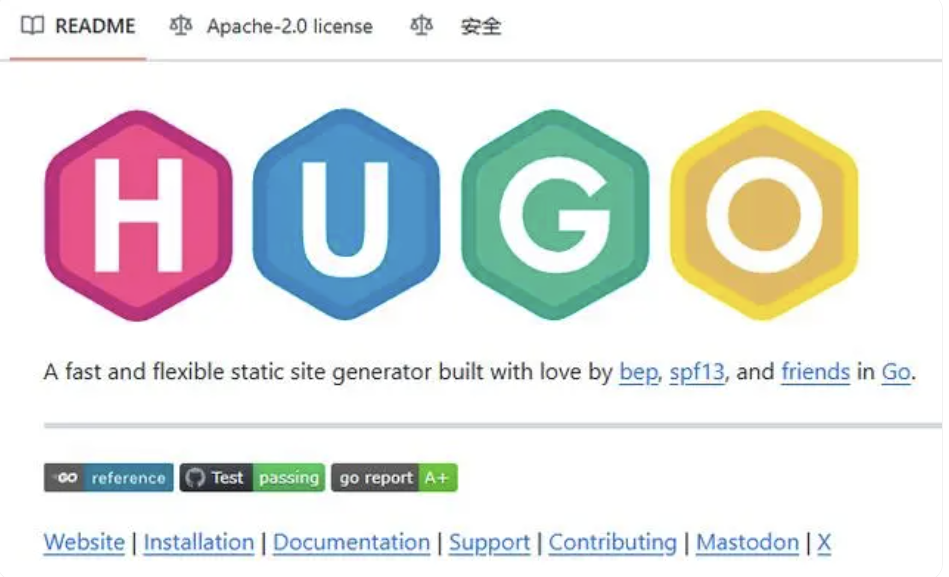 README Apache-2.0 license 安全
HUGO
A fast and flexible static site generator built with love by bep, spf13, and friends in Go.
GO reference Test passing go report A+
Website | Installation | Documentation | Support | Contributing | Mastodon | X